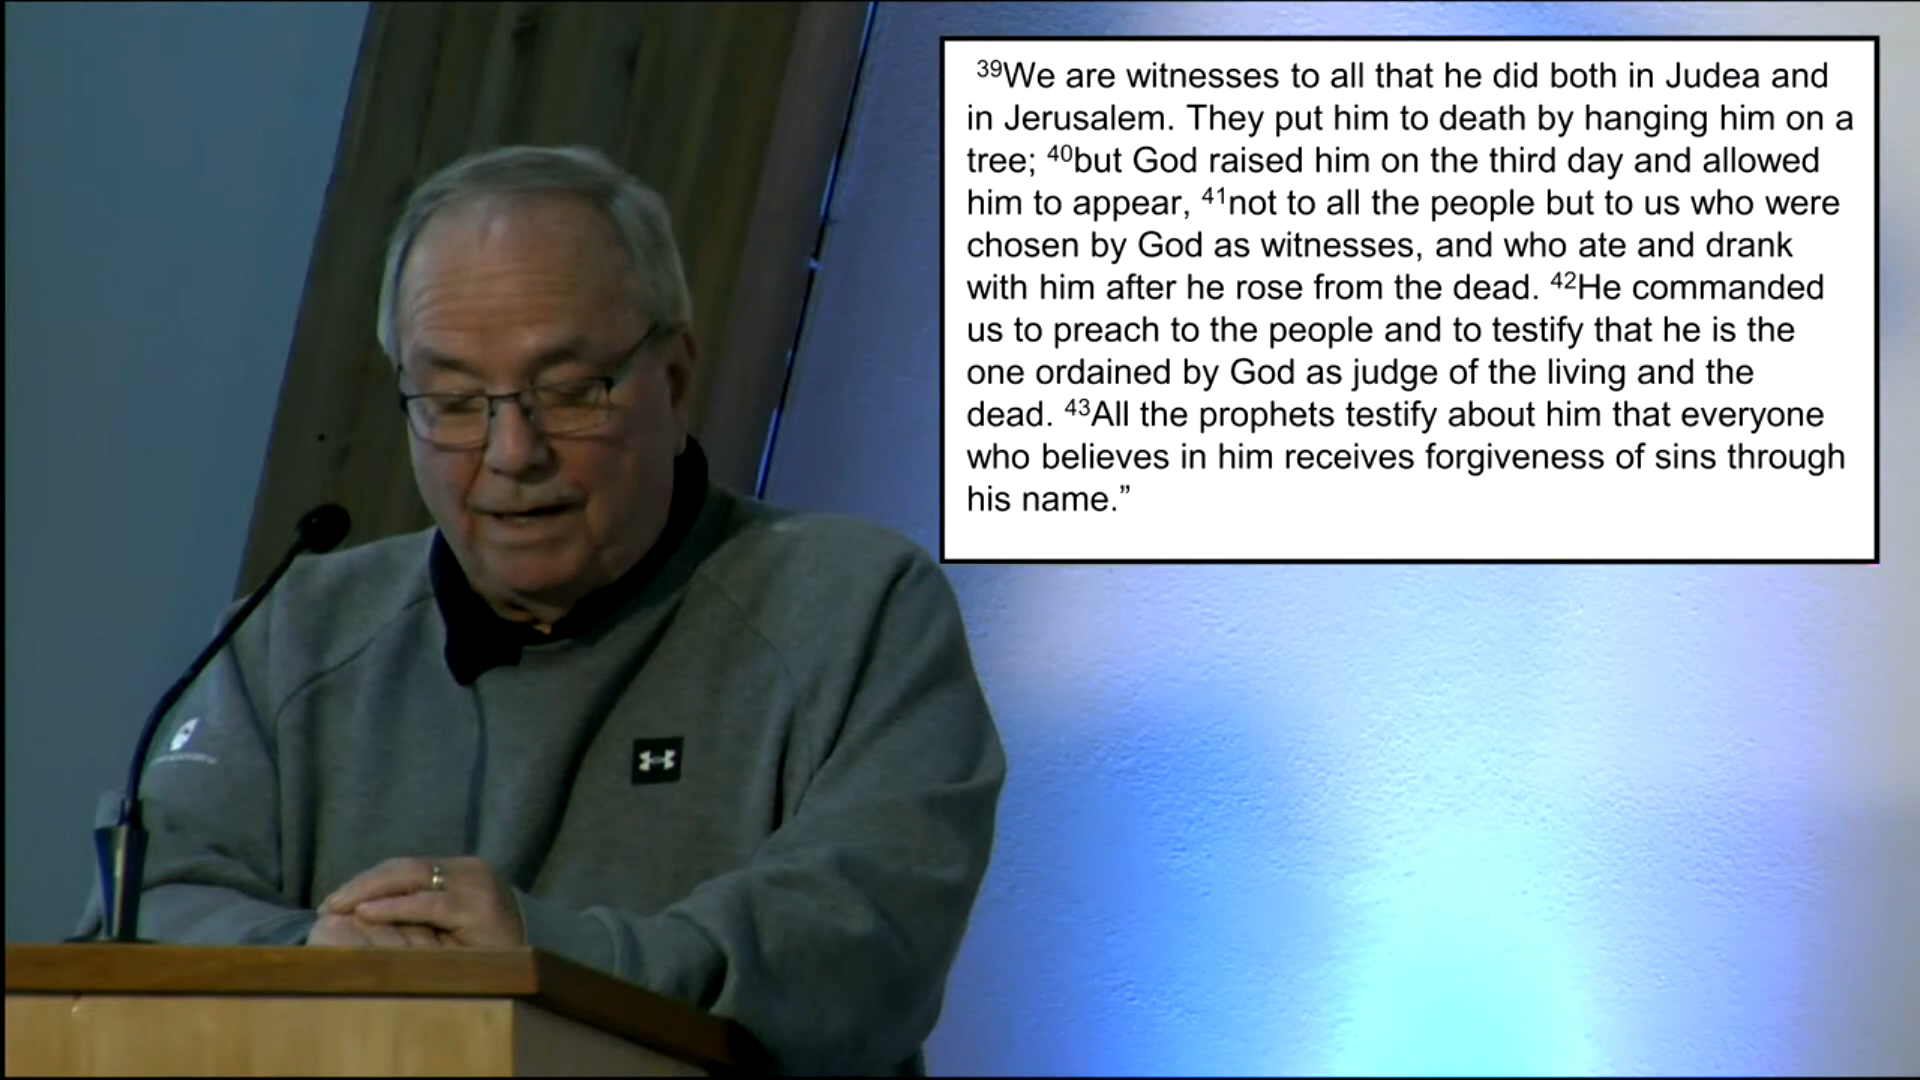 ³⁹We are witnesses to all that he did both in Judea and
in Jerusalem. They put him to death by hanging him on a
tree; ⁴⁰but God raised him on the third day and allowed
him to appear, ⁴¹not to all the people but to us who were
chosen by God as witnesses, and who ate and drank
with him after he rose from the dead. ⁴²He commanded
us to preach to the people and to testify that he is the
one ordained by God as judge of the living and the
dead. ⁴³All the prophets testify about him that everyone
who believes in him receives forgiveness of sins through
his name.”